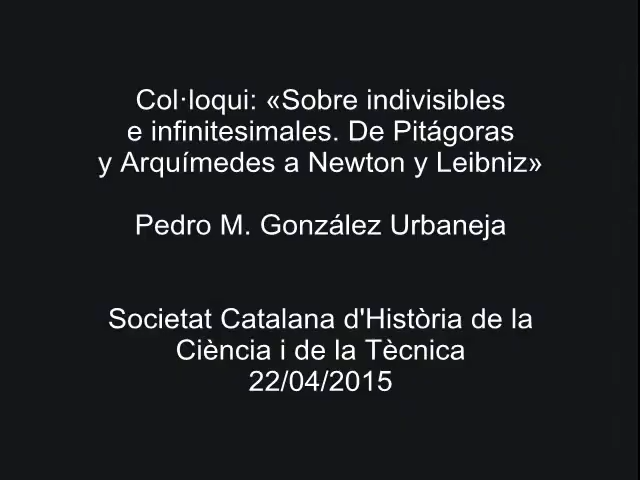 Col·loqui: «Sobre indivisibles
e infinitesimales. De Pitágoras
y Arquímedes a Newton y Leibniz»
Pedro M. González Urbaneja
Societat Catalana d'Història de la
Ciència i de la Tècnica
22/04/2015